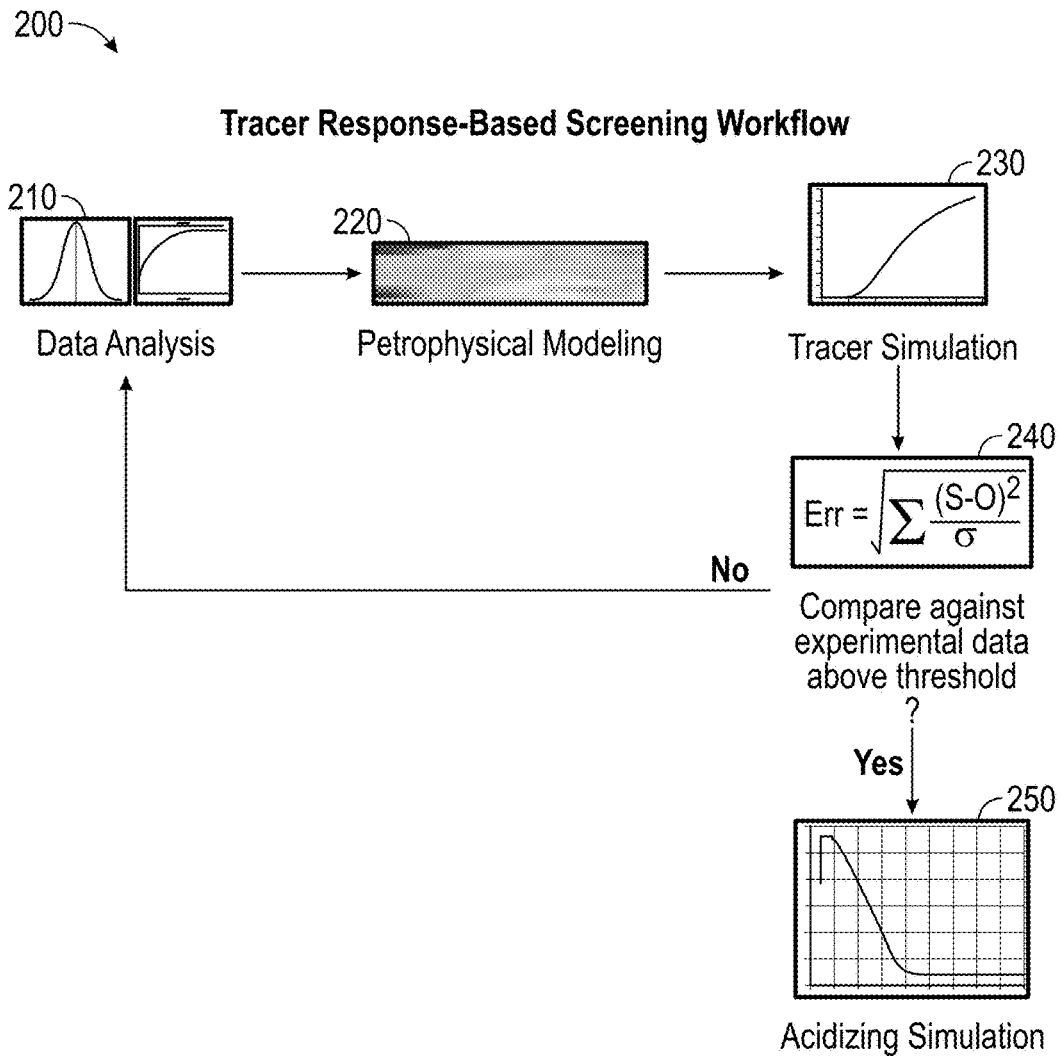 200
Tracer Response-Based Screening Workflow
210
220
230
Data Analysis
Petrophysical Modeling
Tracer Simulation
240
Err = √∑(S-O)²/σ
No
Compare against
experimental data
above threshold
?
Yes
250
Acidizing Simulation